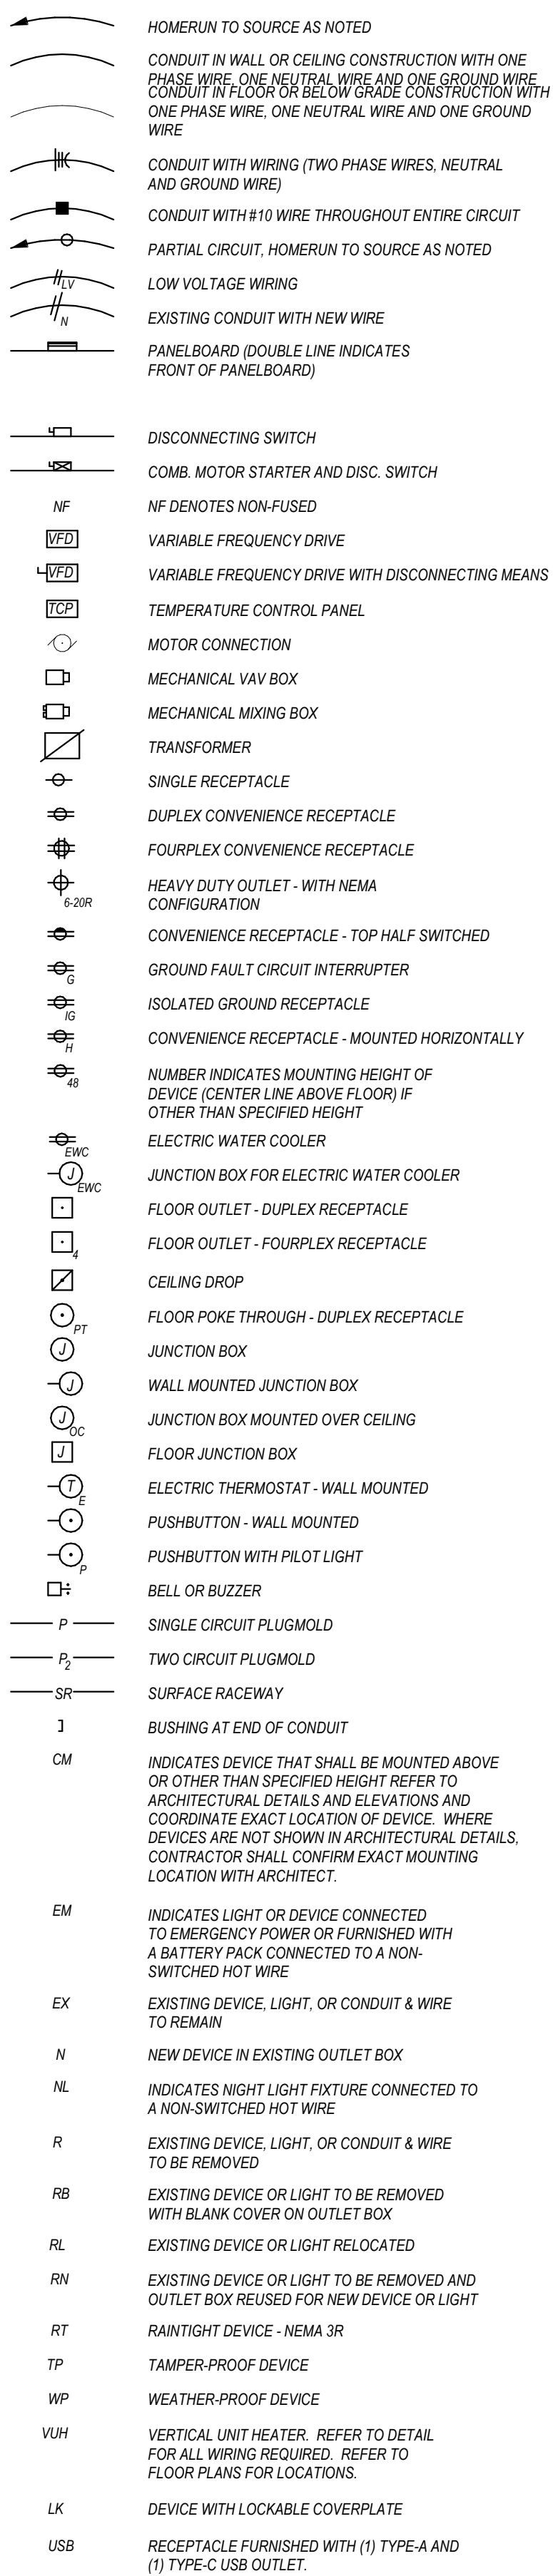 HOMERUN TO SOURCE AS NOTED
CONDUIT IN WALL OR CEILING CONSTRUCTION WITH ONE
PHASE WIRE, ONE NEUTRAL WIRE AND ONE GROUND WIRE
CONDUIT IN FLOOR OR BELOW GRADE CONSTRUCTION WITH
ONE PHASE WIRE, ONE NEUTRAL WIRE AND ONE GROUND
WIRE
CONDUIT WITH WIRING (TWO PHASE WIRES, NEUTRAL
AND GROUND WIRE)
CONDUIT WITH #10 WIRE THROUGHOUT ENTIRE CIRCUIT
PARTIAL CIRCUIT, HOMERUN TO SOURCE AS NOTED
LV LOW VOLTAGE WIRING
N EXISTING CONDUIT WITH NEW WIRE
PANELBOARD (DOUBLE LINE INDICATES
FRONT OF PANELBOARD)
DISCONNECTING SWITCH
COMB. MOTOR STARTER AND DISC. SWITCH
NF NF DENOTES NON-FUSED
VFD VARIABLE FREQUENCY DRIVE
VFD VARIABLE FREQUENCY DRIVE WITH DISCONNECTING MEANS
TCP TEMPERATURE CONTROL PANEL
MOTOR CONNECTION
MECHANICAL VAV BOX
MECHANICAL MIXING BOX
TRANSFORMER
SINGLE RECEPTACLE
DUPLEX CONVENIENCE RECEPTACLE
FOURPLEX CONVENIENCE RECEPTACLE
HEAVY DUTY OUTLET - WITH NEMA
6-20R CONFIGURATION
CONVENIENCE RECEPTACLE - TOP HALF SWITCHED
G GROUND FAULT CIRCUIT INTERRUPTER
IG ISOLATED GROUND RECEPTACLE
H CONVENIENCE RECEPTACLE - MOUNTED HORIZONTALLY
48 NUMBER INDICATES MOUNTING HEIGHT OF
DEVICE (CENTER LINE ABOVE FLOOR) IF
OTHER THAN SPECIFIED HEIGHT
EWC ELECTRIC WATER COOLER
J EWC JUNCTION BOX FOR ELECTRIC WATER COOLER
FLOOR OUTLET - DUPLEX RECEPTACLE
4 FLOOR OUTLET - FOURPLEX RECEPTACLE
CEILING DROP
PT FLOOR POKE THROUGH - DUPLEX RECEPTACLE
J JUNCTION BOX
J WALL MOUNTED JUNCTION BOX
J OC JUNCTION BOX MOUNTED OVER CEILING
J FLOOR JUNCTION BOX
T E ELECTRIC THERMOSTAT - WALL MOUNTED
PUSHBUTTON - WALL MOUNTED
P PUSHBUTTON WITH PILOT LIGHT
BELL OR BUZZER
P SINGLE CIRCUIT PLUGMOLD
P2 TWO CIRCUIT PLUGMOLD
SR SURFACE RACEWAY
BUSHING AT END OF CONDUIT
CM INDICATES DEVICE THAT SHALL BE MOUNTED ABOVE
OR OTHER THAN SPECIFIED HEIGHT REFER TO
ARCHITECTURAL DETAILS AND ELEVATIONS AND
COORDINATE EXACT LOCATION OF DEVICE. WHERE
DEVICES ARE NOT SHOWN IN ARCHITECTURAL DETAILS,
CONTRACTOR SHALL CONFIRM EXACT MOUNTING
LOCATION WITH ARCHITECT.
EM INDICATES LIGHT OR DEVICE CONNECTED
TO EMERGENCY POWER OR FURNISHED WITH
A BATTERY PACK CONNECTED TO A NON-
SWITCHED HOT WIRE
EX EXISTING DEVICE, LIGHT, OR CONDUIT & WIRE
TO REMAIN
N NEW DEVICE IN EXISTING OUTLET BOX
NL INDICATES NIGHT LIGHT FIXTURE CONNECTED TO
A NON-SWITCHED HOT WIRE
R EXISTING DEVICE, LIGHT, OR CONDUIT & WIRE
TO BE REMOVED
RB EXISTING DEVICE OR LIGHT TO BE REMOVED
WITH BLANK COVER ON OUTLET BOX
RL EXISTING DEVICE OR LIGHT RELOCATED
RN EXISTING DEVICE OR LIGHT TO BE REMOVED AND
OUTLET BOX REUSED FOR NEW DEVICE OR LIGHT
RT RAINTIGHT DEVICE - NEMA 3R
TP TAMPER-PROOF DEVICE
WP WEATHER-PROOF DEVICE
VUH VERTICAL UNIT HEATER. REFER TO DETAIL
FOR ALL WIRING REQUIRED. REFER TO
FLOOR PLANS FOR LOCATIONS.
LK DEVICE WITH LOCKABLE COVERPLATE
USB RECEPTACLE FURNISHED WITH (1) TYPE-A AND
(1) TYPE-C USB OUTLET.